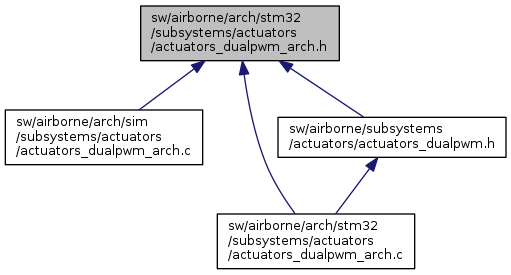 sw/airborne/arch/stm32
/subsystems/actuators
/actuators_dualpwm_arch.h
sw/airborne/arch/sim
/subsystems/actuators
/actuators_dualpwm_arch.c
sw/airborne/subsystems
/actuators/actuators_dualpwm.h
sw/airborne/arch/stm32
/subsystems/actuators
/actuators_dualpwm_arch.c